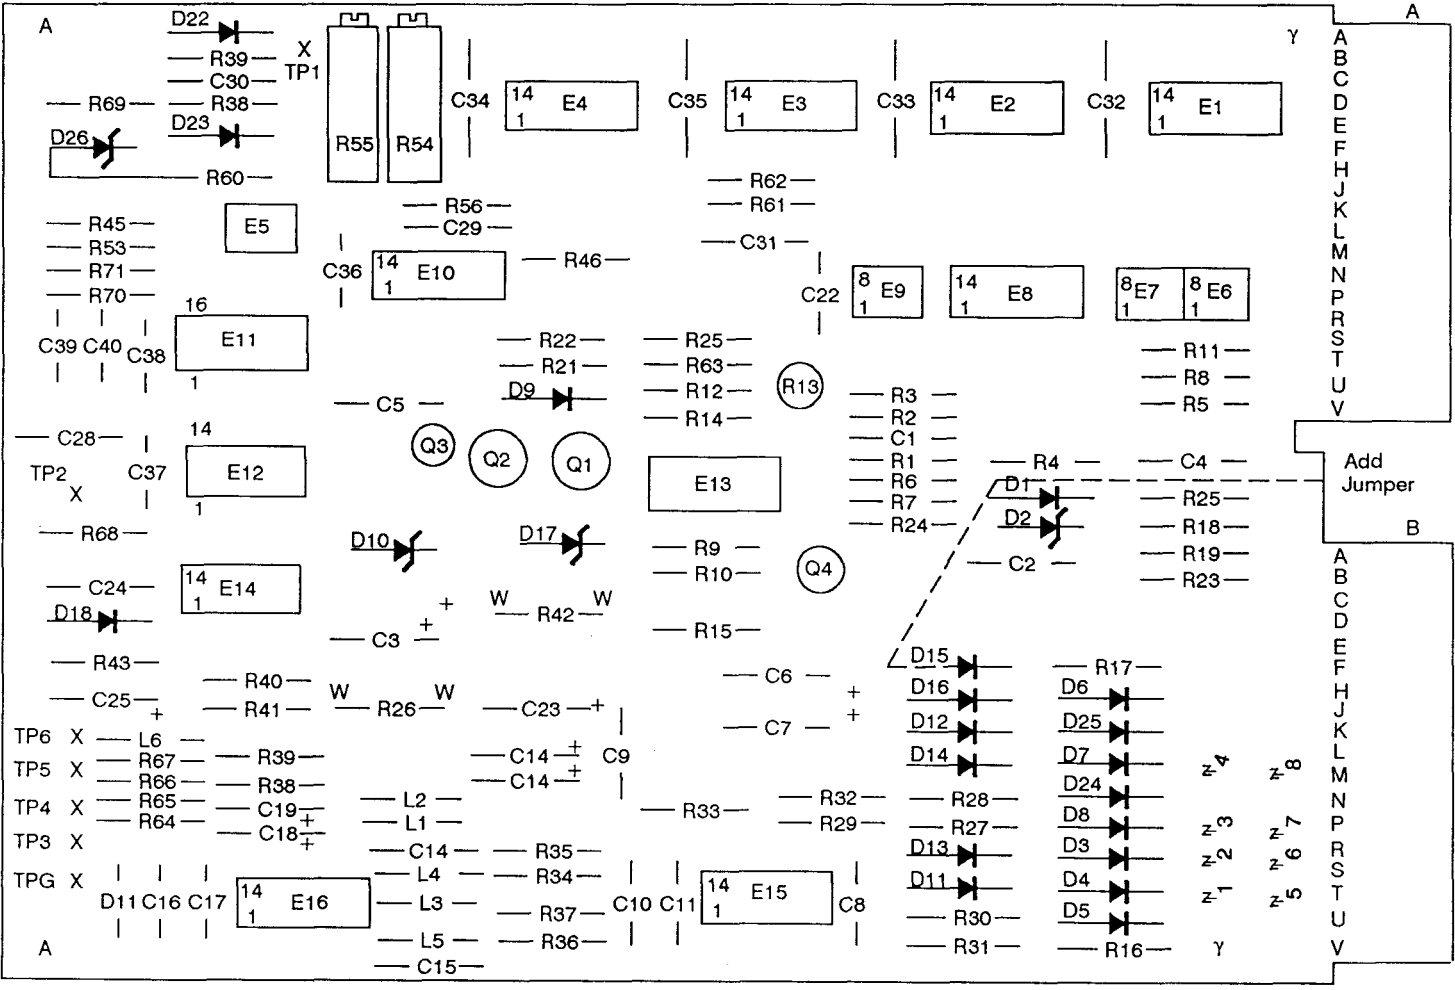 A
D22
R39
C30
R38
D23
X
TP1
R69
D26
R60
R55
R54
C34
14 E4
1
C35
14 E3
1
C33
14 E2
1
C32
14 E1
1
γ
A
A
B
C
D
E
F
H
J
K
L
M
N
P
R
S
T
U
V
R45
R53
R71
R70
E5
R56
C29
C36
14 E10
1
R46
R62
R61
C31
C22
8 E9
1
14 E8
1
8 E7
1
8 E6
1
C39
C40
C38
16
E11
1
R22
R21
D9
R25
R63
R12
R14
R13
R11
R8
R5
C5
R3
R2
C1
R1
R6
R7
R24
C28
TP2
X
C37
14
E12
1
Q3
Q2
Q1
E13
R4
D1
D2
C2
C4
R25
R18
R19
R23
Add
Jumper
B
R68
D10
D17
R9
R10
Q4
C24
14 E14
1
D18
W R42 W
+
+
C3
R15
R43
C25
+
R40
R41
W R26 W
C23 +
C6
+
+
C7
D15
D16
D12
D14
R17
D6
D25
D7
D24
D8
D3
D4
D5
R16
A
B
C
D
E
F
H
J
K
L
M
N
P
R
S
T
U
V
TP6 X
TP5 X
TP4 X
TP3 X
TPG X
L6
R67
R66
R65
R64
R39
R38
C19
+
C18
+
C14 +
C14 +
C9
L2
L1
C14
L4
L3
L5
C15
R33
R32
R29
R28
R27
D13
D11
R30
R31
z 4
z 8
z 3
z 7
z 2
z 6
z 1
z 5
γ
R35
R34
R37
R36
D11
C16
C17
14 E16
1
C10
C11
14 E15
1
C8
A